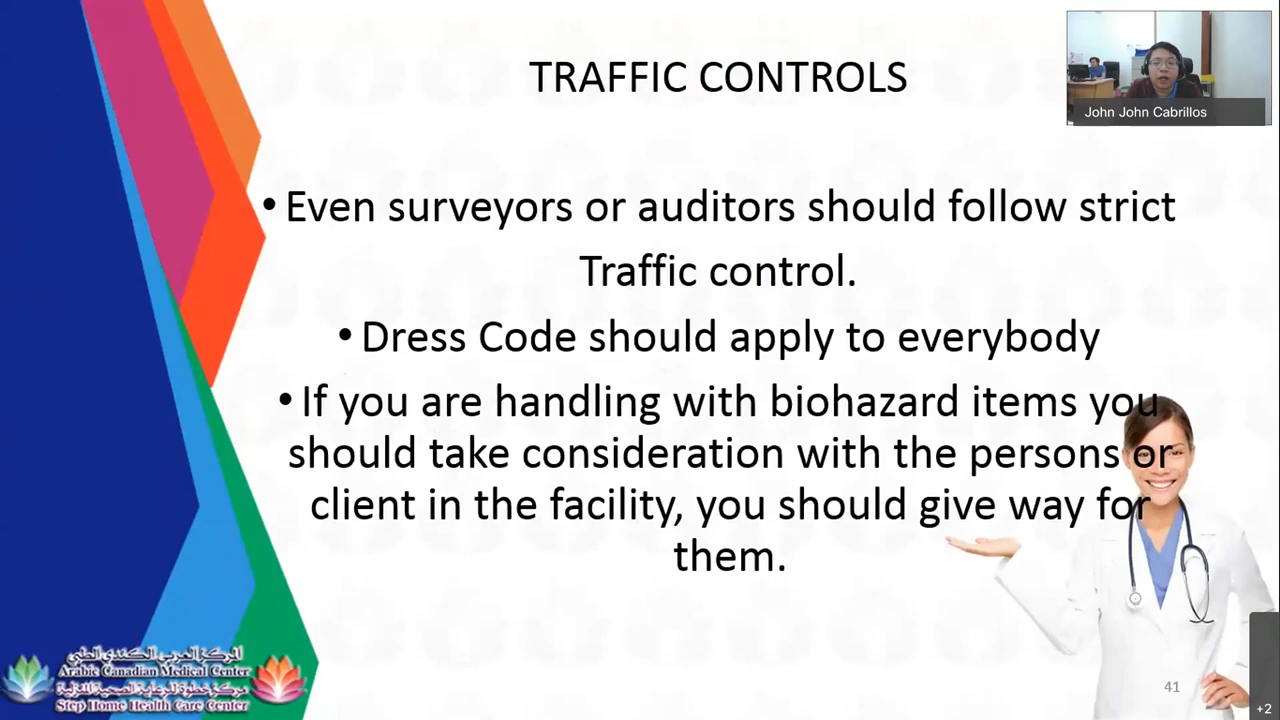 TRAFFIC CONTROLS
John John Cabrillos
• Even surveyors or auditors should follow strict
Traffic control.
• Dress Code should apply to everybody
• If you are handling with biohazard items you
should take consideration with the persons or
client in the facility, you should give way for
them.
المركز العربي الكندي الطبي
Arabic Canadian Medical Center
مركز خطوة للرعاية الصحية المنزلية
Step Home Health Care Center
41
+2